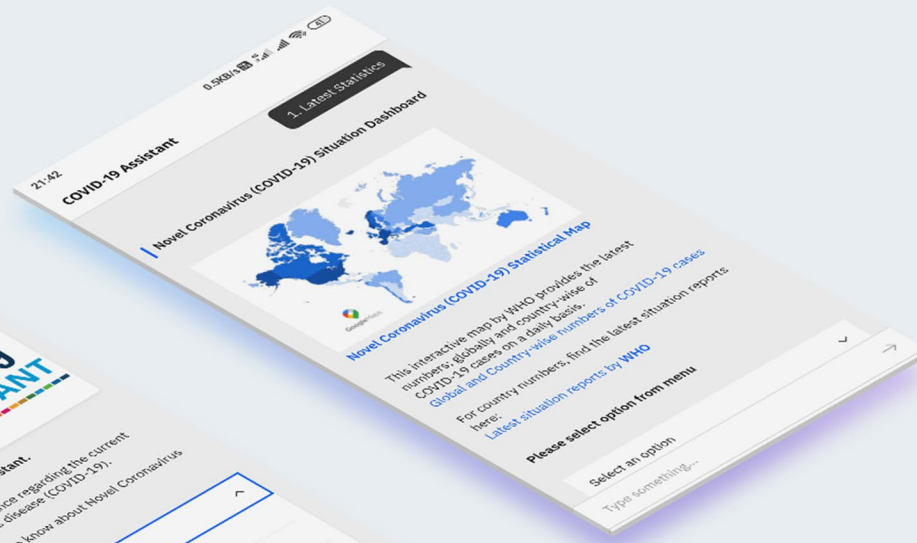 21:42
0.5KB/s
41
COVID-19 Assistant
1. Latest Statistics
Novel Coronavirus (COVID-19) Situation Dashboard
Google Maps
Novel Coronavirus (COVID-19) Statistical Map
This interactive map by WHO provides the latest
numbers; globally and country-wise of
COVID-19 cases on a daily basis.
Global and Country-wise numbers of COVID-19 cases
For country numbers, find the latest situation reports
here:
Latest situation reports by WHO
Please select option from menu
Select an option
Type something...
ANT
stant.
nce regarding the current
disease (COVID-19).
know about Novel Coronavirus